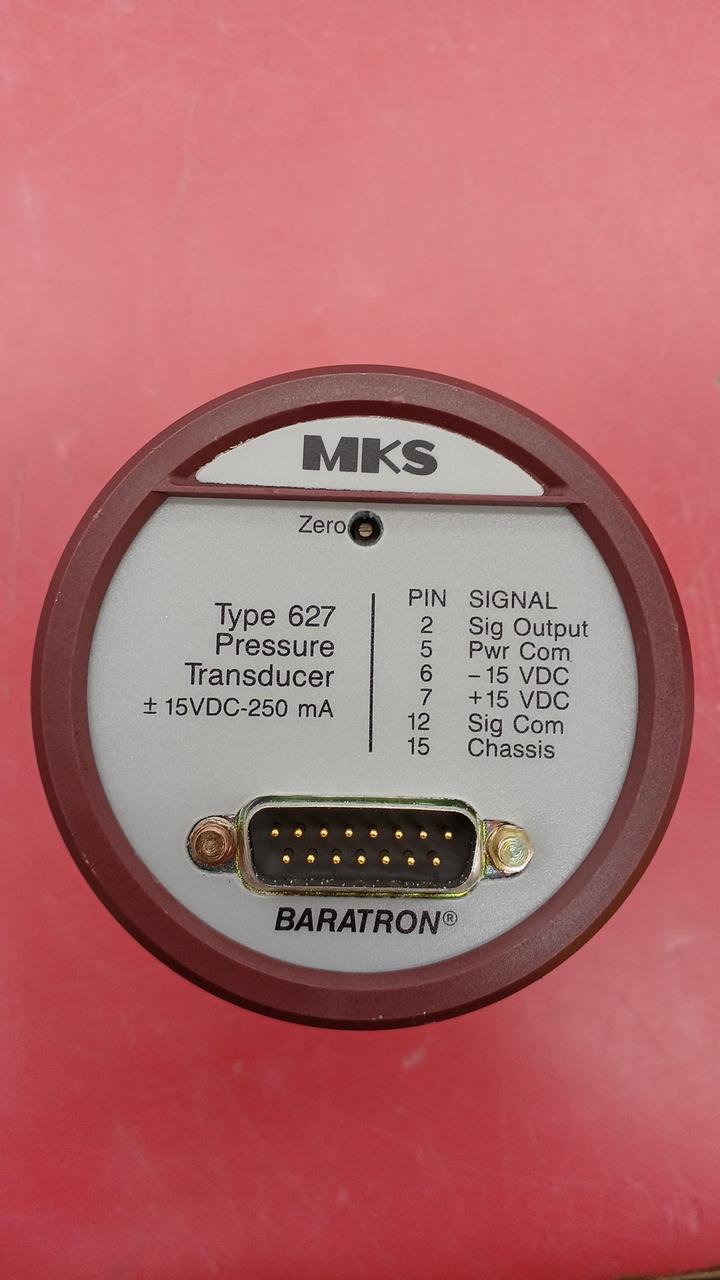 MKS
Zero
Type 627
Pressure
Transducer
± 15VDC-250 mA
PIN SIGNAL
2 Sig Output
5 Pwr Com
6 −15 VDC
7 +15 VDC
12 Sig Com
15 Chassis
BARATRON®